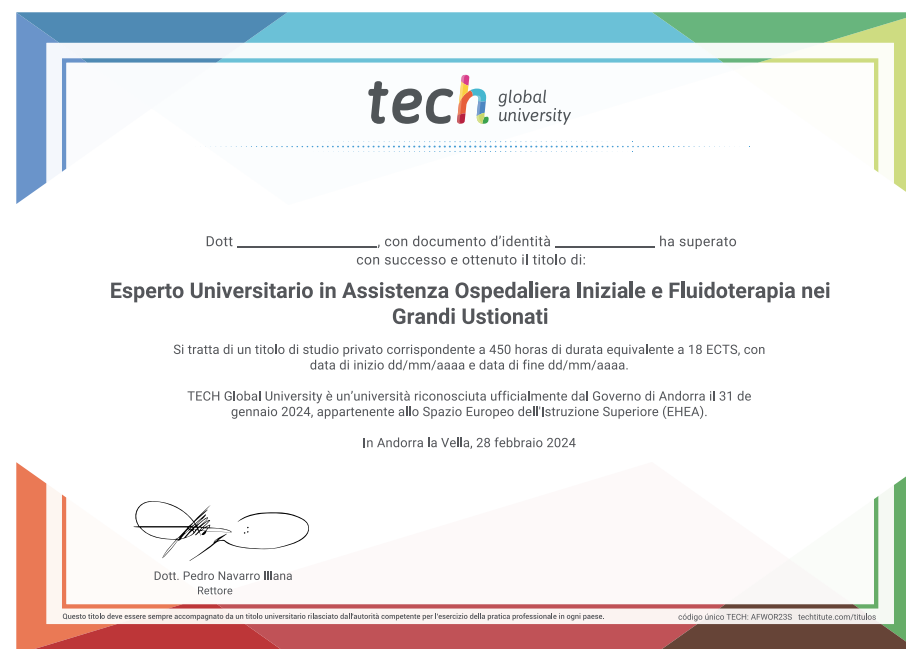 tech global
university
Dott ____________, con documento d'identità ____________ ha superato
con successo e ottenuto il titolo di:
Esperto Universitario in Assistenza Ospedaliera Iniziale e Fluidoterapia nei
Grandi Ustionati
Si tratta di un titolo di studio privato corrispondente a 450 horas di durata equivalente a 18 ECTS, con
data di inizio dd/mm/aaaa e data di fine dd/mm/aaaa.
TECH Global University è un'università riconosciuta ufficialmente dal Governo di Andorra il 31 de
gennaio 2024, appartenente allo Spazio Europeo dell'Istruzione Superiore (EHEA).
In Andorra la Vella, 28 febbraio 2024
Dott. Pedro Navarro Illana
Rettore
Questo titolo deve essere sempre accompagnato da un titolo universitario rilasciato dall'autorità competente per l'esercizio della pratica professionale in ogni paese.
código único TECH: AFWOR23S techtitute.com/titulos